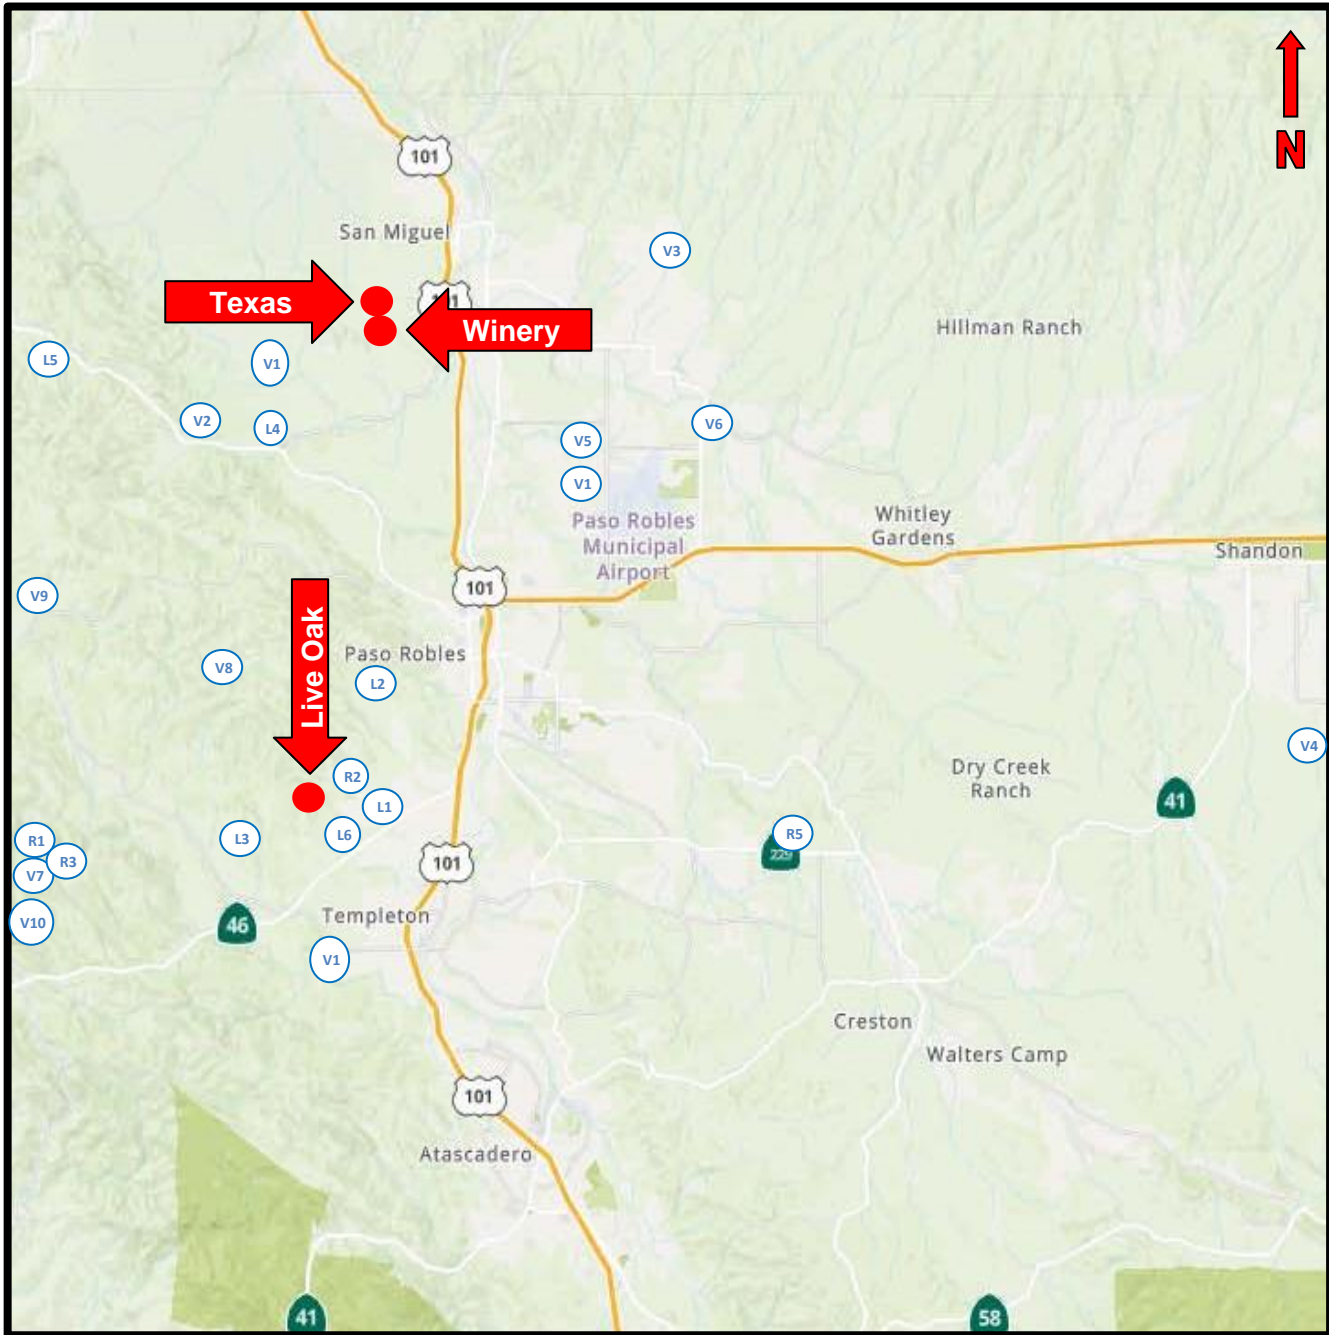 N
101
San Miguel
V3
Texas
101
Winery
Hillman Ranch
L5
V1
V2
L4
V5
V6
V1
Paso Robles
Municipal
Airport
Whitley
Gardens
Shandon
101
V9
Live Oak
Paso Robles
V8
L2
V4
R2
Dry Creek
Ranch
41
L1
R1
L3
L6
R5
229
R3
V7
101
V10
46
Templeton
V1
Creston
Walters Camp
101
Atascadero
41
58